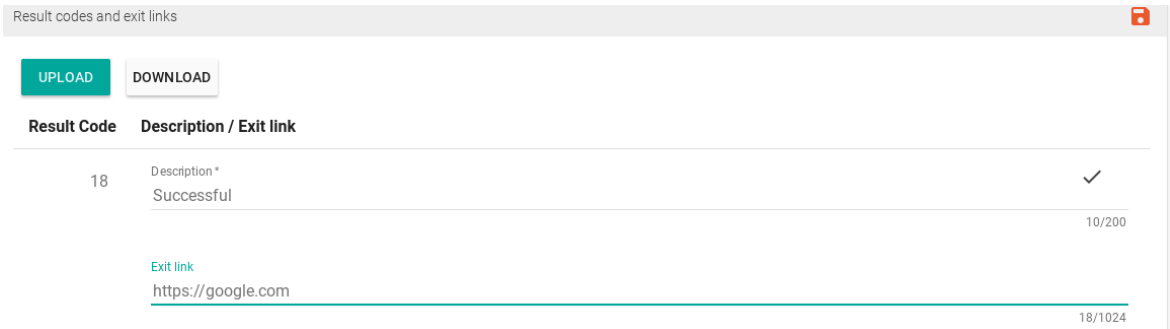 Result codes and exit links
UPLOAD DOWNLOAD
Result Code Description / Exit link
Description *
18
Successful
10/200
Exit link
https://google.com
18/1024